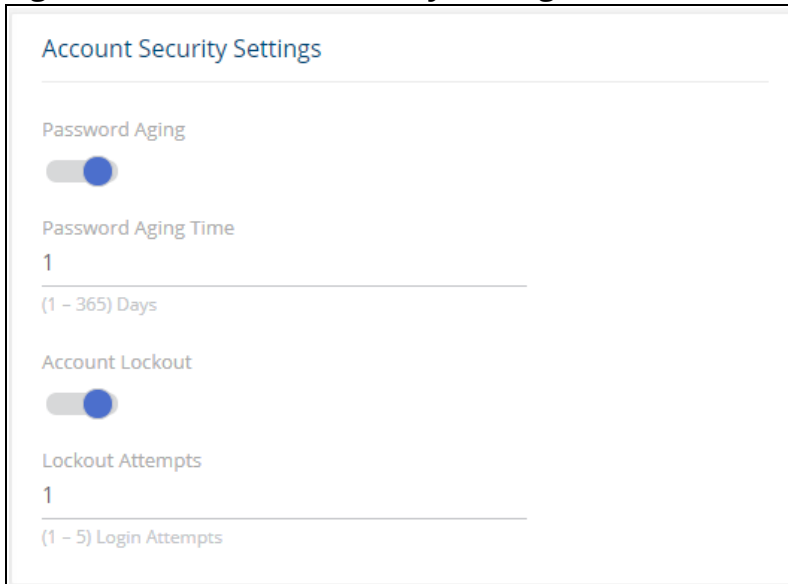 Account Security Settings
Password Aging
Password Aging Time
1
(1 – 365) Days
Account Lockout
Lockout Attempts
1
(1 – 5) Login Attempts